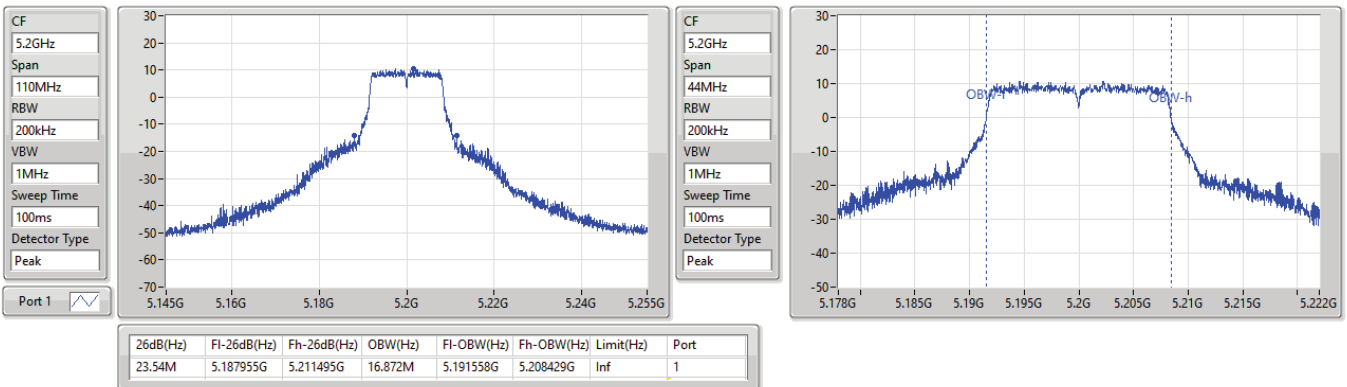 CF
5.2GHz
Span
110MHz
RBW
200kHz
VBW
1MHz
Sweep Time
100ms
Detector Type
Peak
Port 1
30
20
10
0
-10
-20
-30
-40
-50
-60
-70
5.145G 5.16G 5.18G 5.2G 5.22G 5.24G 5.255G
CF
5.2GHz
Span
44MHz
RBW
200kHz
VBW
1MHz
Sweep Time
100ms
Detector Type
Peak
30
20
10
0
-10
-20
-30
-40
-50
OBW-l
OBW-h
5.178G 5.185G 5.19G 5.195G 5.2G 5.205G 5.21G 5.215G 5.222G
26dB(Hz) Fl-26dB(Hz) Fh-26dB(Hz) OBW(Hz) Fl-OBW(Hz) Fh-OBW(Hz) Limit(Hz) Port
23.54M 5.187955G 5.211495G 16.872M 5.191558G 5.208429G Inf 1